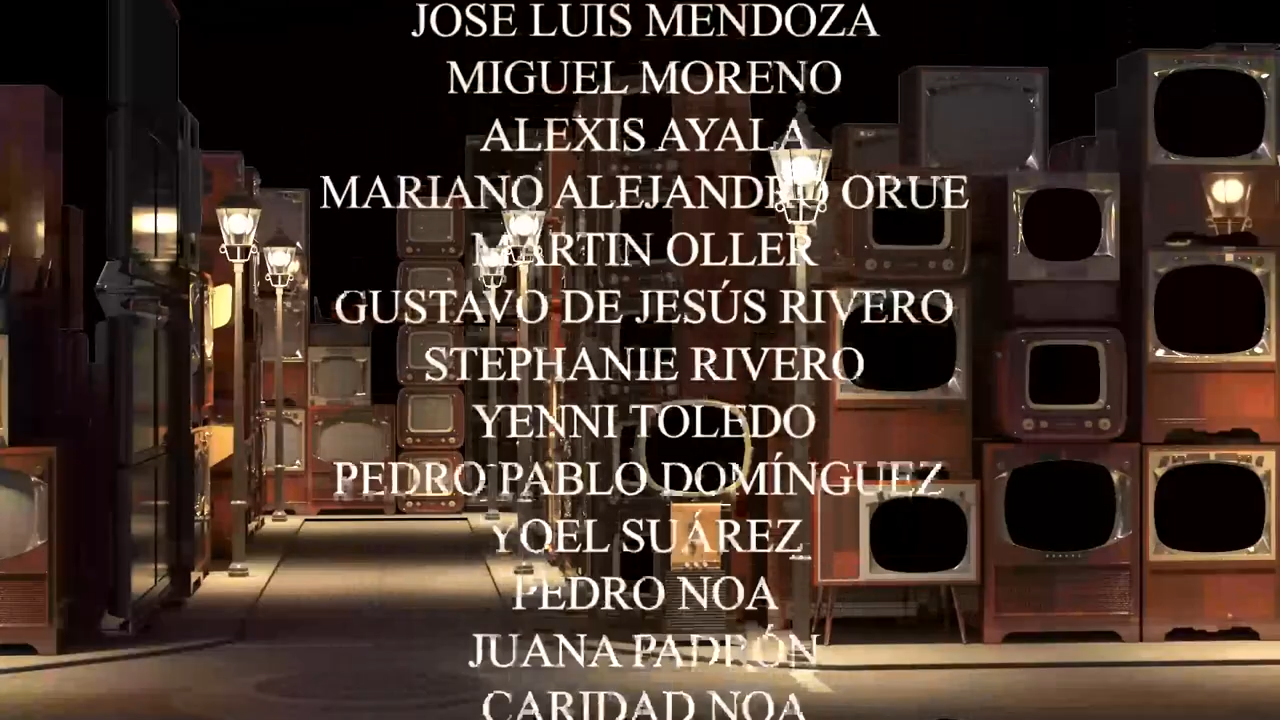 JOSE LUIS MENDOZA
MIGUEL MORENO
ALEXIS AYALA
MARIANO ALEJANDRO ORUE
MARTIN OLLER
GUSTAVO DE JESÚS RIVERO
STEPHANIE RIVERO
YENNI TOLEDO
PEDRO PABLO DOMÍNGUEZ
YOEL SUÁREZ
PEDRO NOA
JUANA PADRÓN
CARIDAD NOA